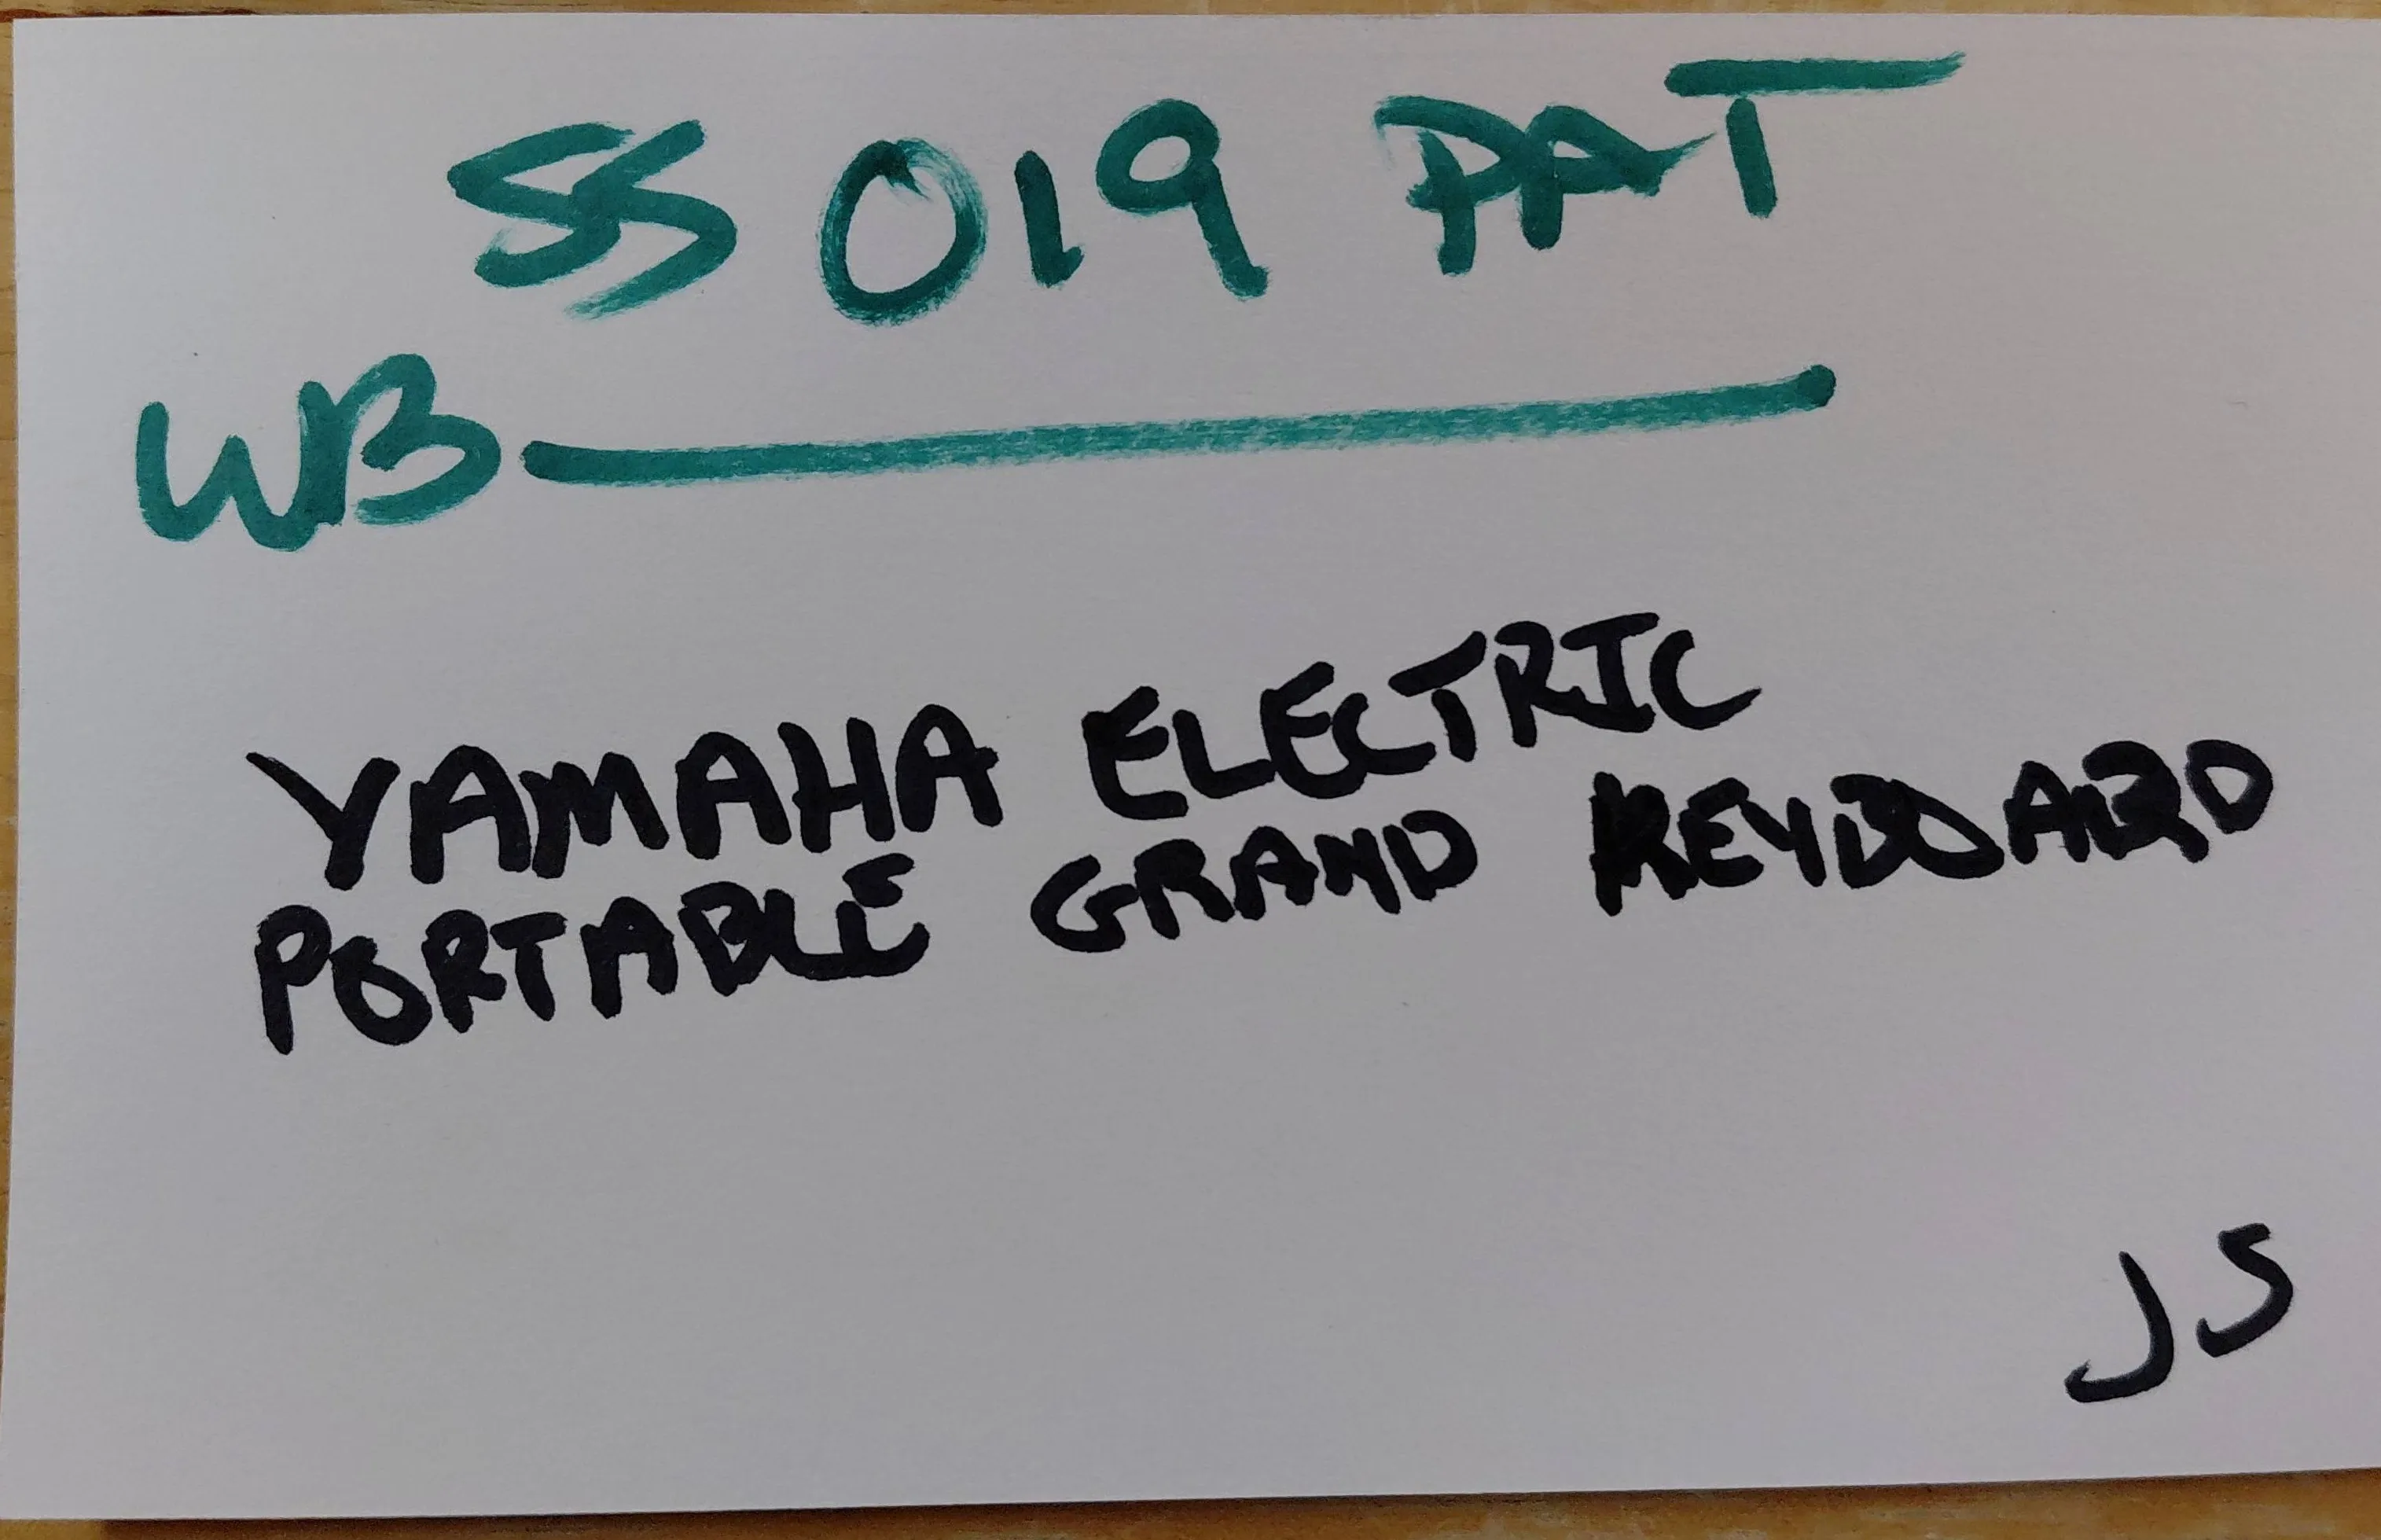 SS 019 PAT
WB
YAMAHA ELECTRIC
PORTABLE GRAND KEYBOARD
JS